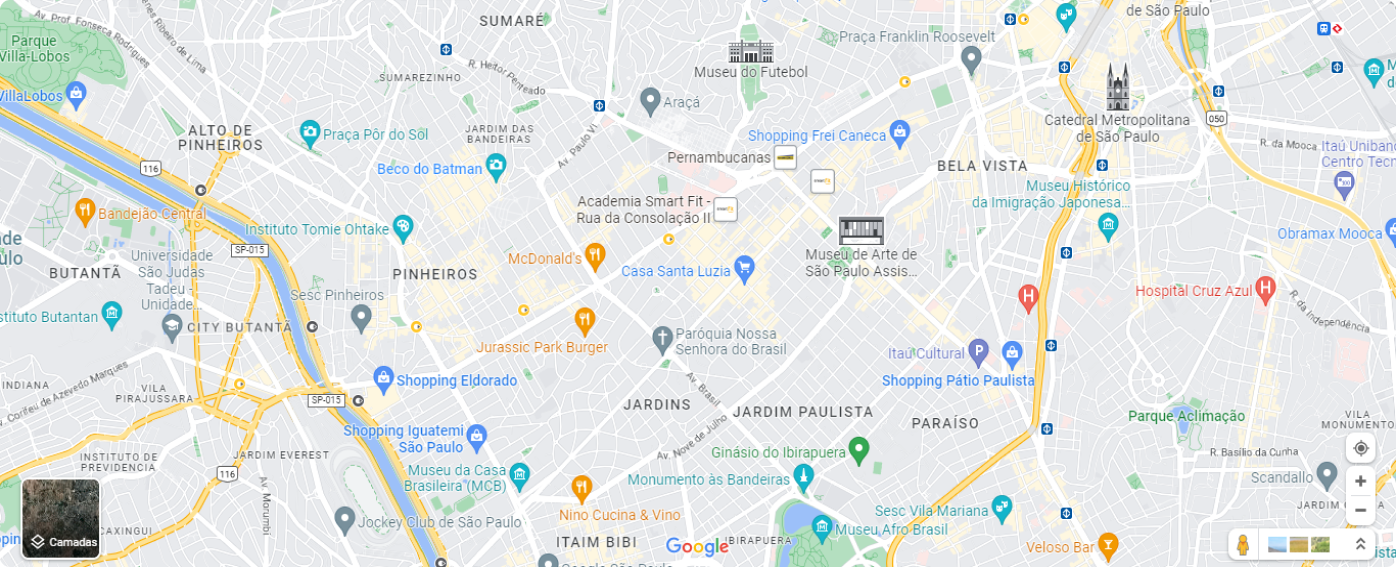 SUMARÉ
de São Paulo
Av. Prof. Fonseca Rodrigues
Praça Franklin Roosevelt
Parque
Villa-Lobos
R. Heitor Penteado
Museu do Futebol
SUMAREZINHO
VillaLobos
Araçá
050
ALTO DE
PINHEIROS
Praça Pôr do Sol
JARDIM DAS
BANDEIRAS
Av. Paulo VI
Shopping Frei Caneca
Catedral Metropolitana
de São Paulo
R. da Mooca
Itaú Unibanco
Centro Tecn
116
Beco do Batman
Pernambucanas
BELA VISTA
Museu Histórico
da Imigração Japonesa...
Academia Smart Fit -
Rua da Consolação II
Bandejão Central
Instituto Tomie Ohtake
Obramax Mooca
SP-015
BUTANTÃ
Universidade
São Judas
Tadeu -
Unidade...
McDonald's
Casa Santa Luzia
Museu de Arte de
São Paulo Assis...
PINHEIROS
Sesc Pinheiros
Hospital Cruz Azul
R. da Independência
stituto Butantan
CITY BUTANTÃ
Jurassic Park Burger
Paróquia Nossa
Senhora do Brasil
Itaú Cultural
Shopping Pátio Paulista
INDIANA
Av. Corifeu de Azevedo Marques
VILA
PIRAJUSSARA
Shopping Eldorado
SP-015
Av. Brasil
JARDINS
JARDIM PAULISTA
PARAÍSO
Parque Aclimação
VILA
MONUMENTO
Shopping Iguatemi
São Paulo
Av. Nove de Julho
INSTITUTO DE
PREVIDENCIA
JARDIM EVEREST
116
Ginásio do Ibirapuera
R. Basílio da Cunha
Museu da Casa
Brasileira (MCB)
Monumento às Bandeiras
Scandallo
Av. Morumbi
Nino Cucina & Vino
Sesc Vila Mariana
JARDIM
CAXINGUI
Jockey Club de São Paulo
Museu Afro Brasil
Camadas
ITAIM BIBI
Google
IBIRAPUERA
Veloso Bar
Google São Paulo